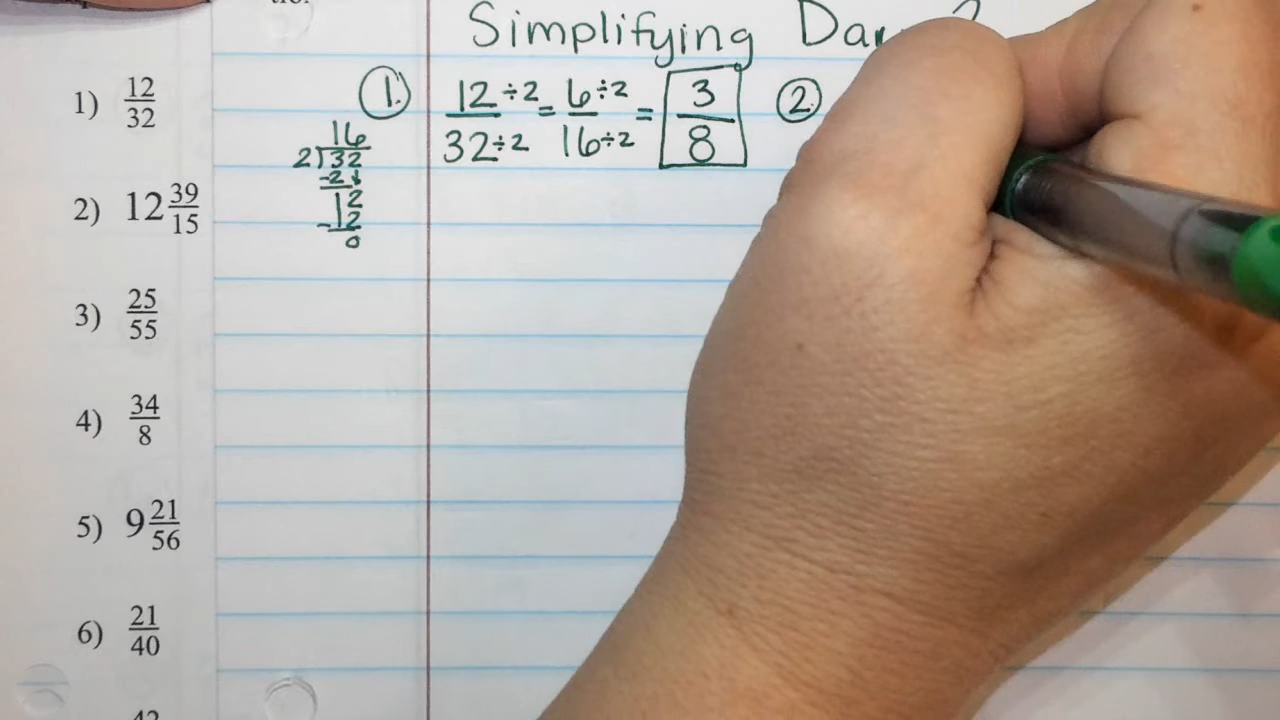 Simplifying
1) 12/32
2) 12 39/15
3) 25/55
4) 34/8
5) 9 21/56
6) 21/40
1. 12÷2/32÷2 = 6÷2/16÷2 = 3/8
16
2)32
-2↓
12
-12
0
2.